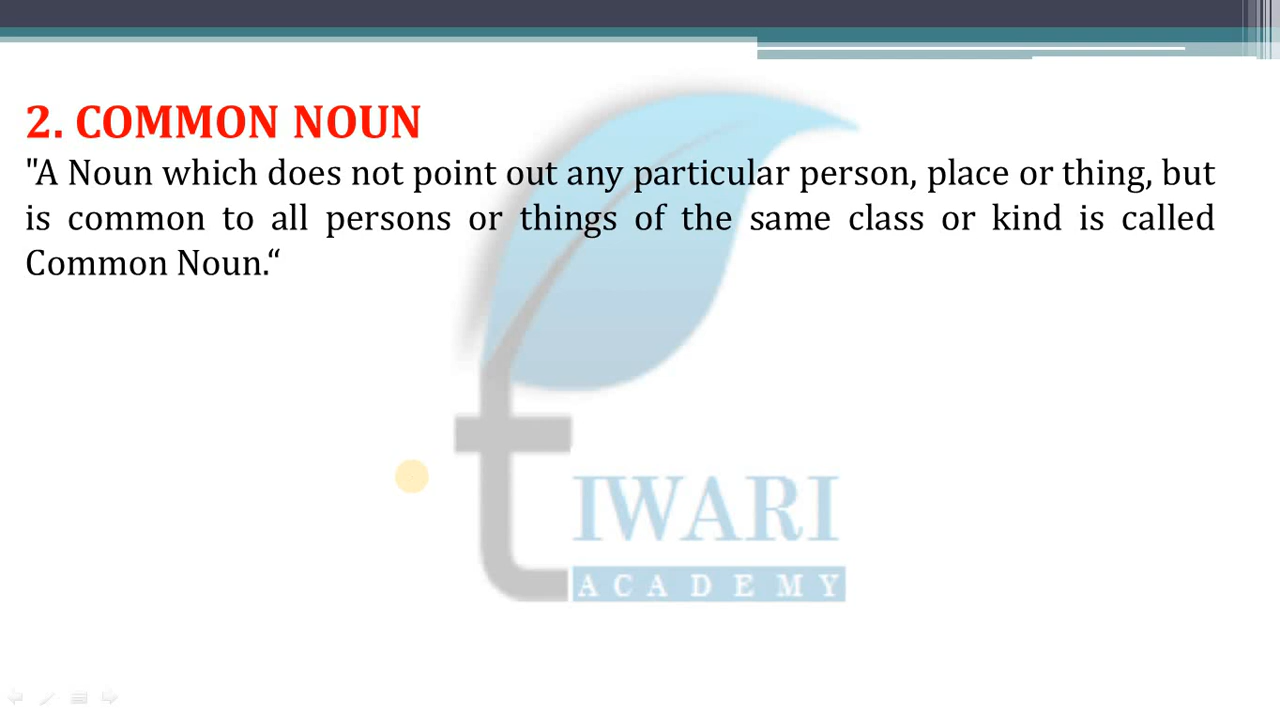 2. COMMON NOUN
"A Noun which does not point out any particular person, place or thing, but
is common to all persons or things of the same class or kind is called
Common Noun.“
tIWARI
ACADEMY